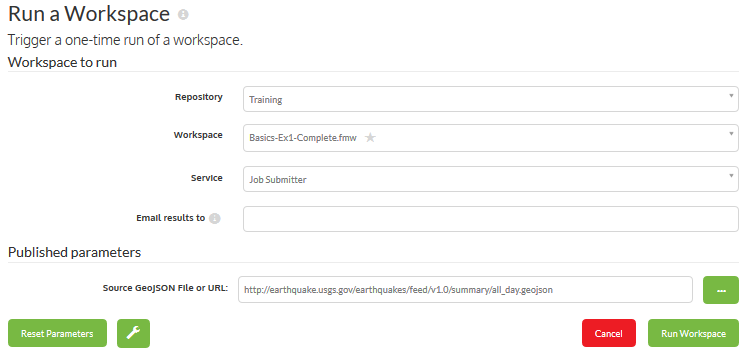 Run a Workspace
Trigger a one-time run of a workspace.
Workspace to run
Repository Training
Workspace Basics-Ex1-Complete.fmw
Service Job Submitter
Email results to
Published parameters
Source GeoJSON File or URL: http://earthquake.usgs.gov/earthquakes/feed/v1.0/summary/all_day.geojson ...
Reset Parameters Cancel Run Workspace